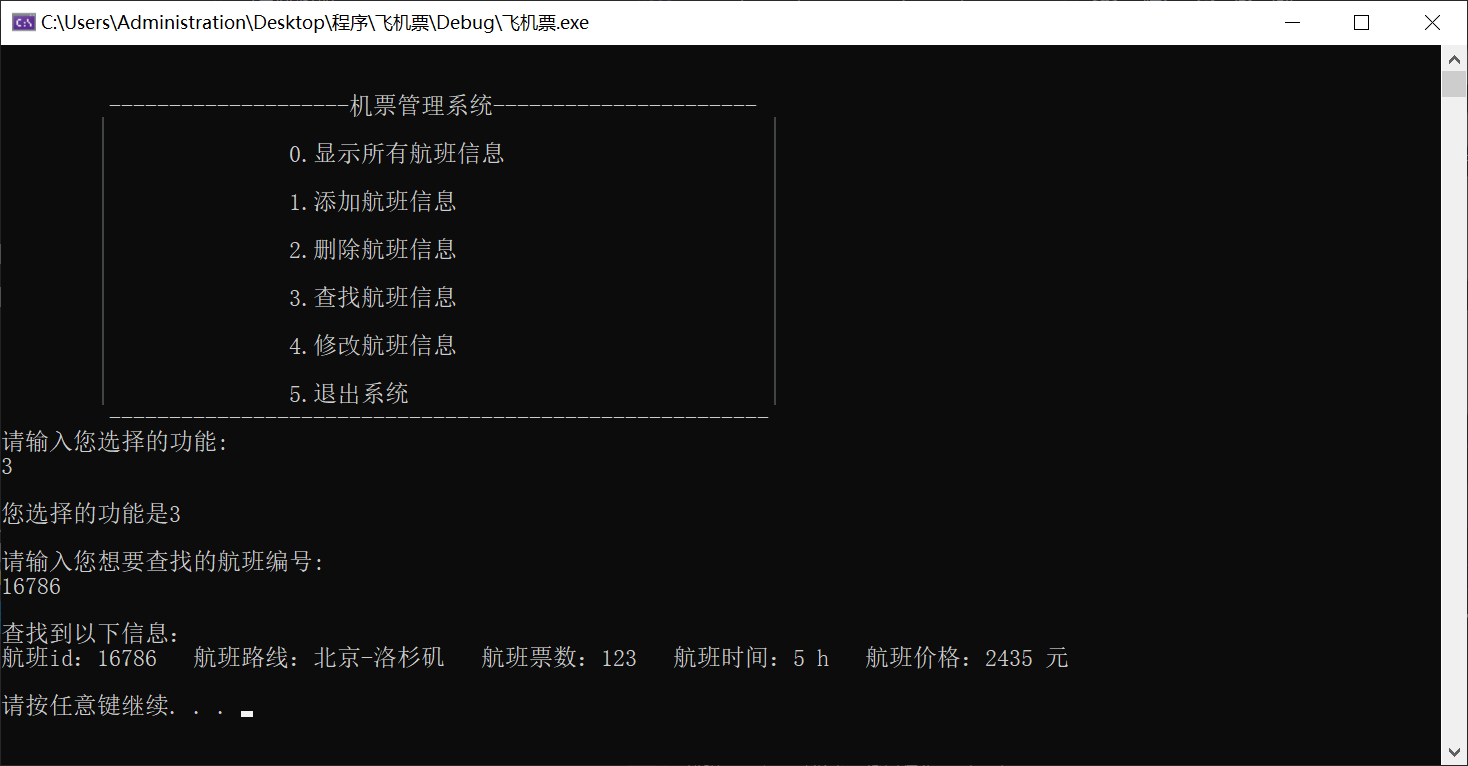 C:\Users\Administration\Desktop\程序\飞机票\Debug\飞机票.exe
--------------------机票管理系统----------------------
0.显示所有航班信息
1.添加航班信息
2.删除航班信息
3.查找航班信息
4.修改航班信息
5.退出系统
-------------------------------------------------------
请输入您选择的功能:
3
您选择的功能是3
请输入您想要查找的航班编号:
16786
查找到以下信息：
航班id：16786   航班路线：北京-洛杉矶   航班票数：123   航班时间：5 h   航班价格：2435 元
请按任意键继续. . .